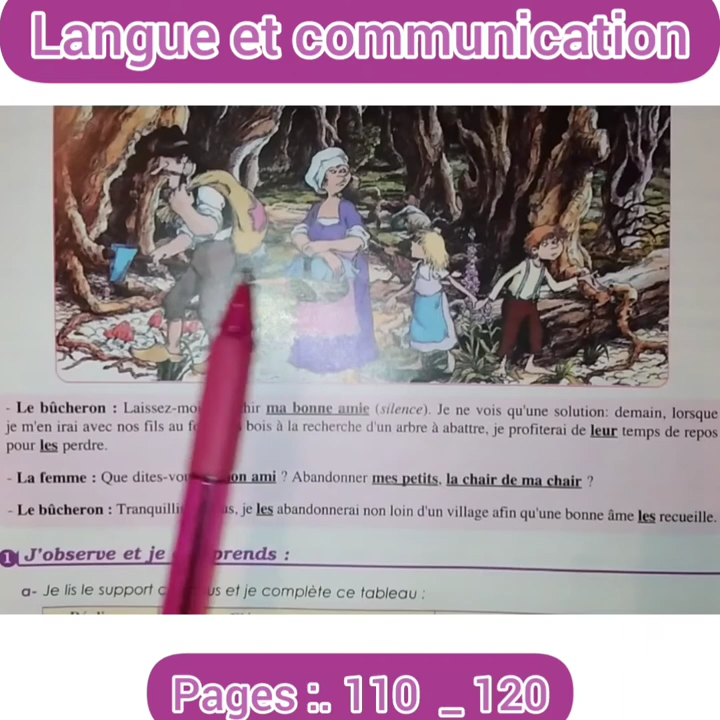 Langue et communication
- Le bûcheron : Laissez-mo hir ma bonne amie (silence). Je ne vois qu'une solution: demain, lorsque
je m'en irai avec nos fils au f bois à la recherche d'un arbre à abattre, je profiterai de leur temps de repos
pour les perdre.
- La femme : Que dites-vou on ami ? Abandonner mes petits, la chair de ma chair ?
- Le bûcheron : Tranquilli us, je les abandonnerai non loin d'un village afin qu'une bonne âme les recueille.
1 J'observe et je prends :
a- Je lis le support c us et je complète ce tableau :
Pages :. 110 _ 120